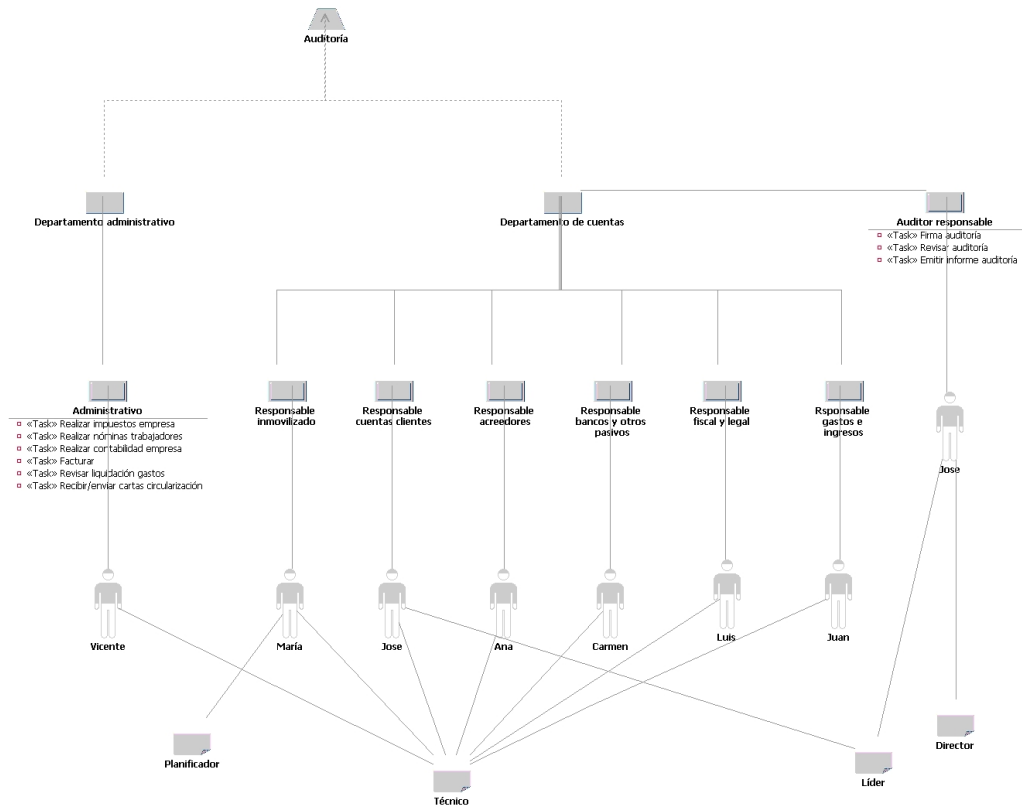 Auditoría
Departamento administrativo
Departamento de cuentas
Auditor responsable
«Task» Firma auditoría
«Task» Revisar auditoría
«Task» Emitir informe auditoría
Administrativo
«Task» Realizar impuestos empresa
«Task» Realizar nóminas trabajadores
«Task» Realizar contabilidad empresa
«Task» Facturar
«Task» Revisar liquidación gastos
«Task» Recibir/enviar cartas circularización
Responsable
inmovilizado
Responsable
cuentas clientes
Responsable
acreedores
Responsable
bancos y otros
pasivos
Responsable
fiscal y legal
Rsponsable
gastos e
ingresos
Jose
Vicente
María
Jose
Ana
Carmen
Luis
Juan
Planificador
Técnico
Líder
Director